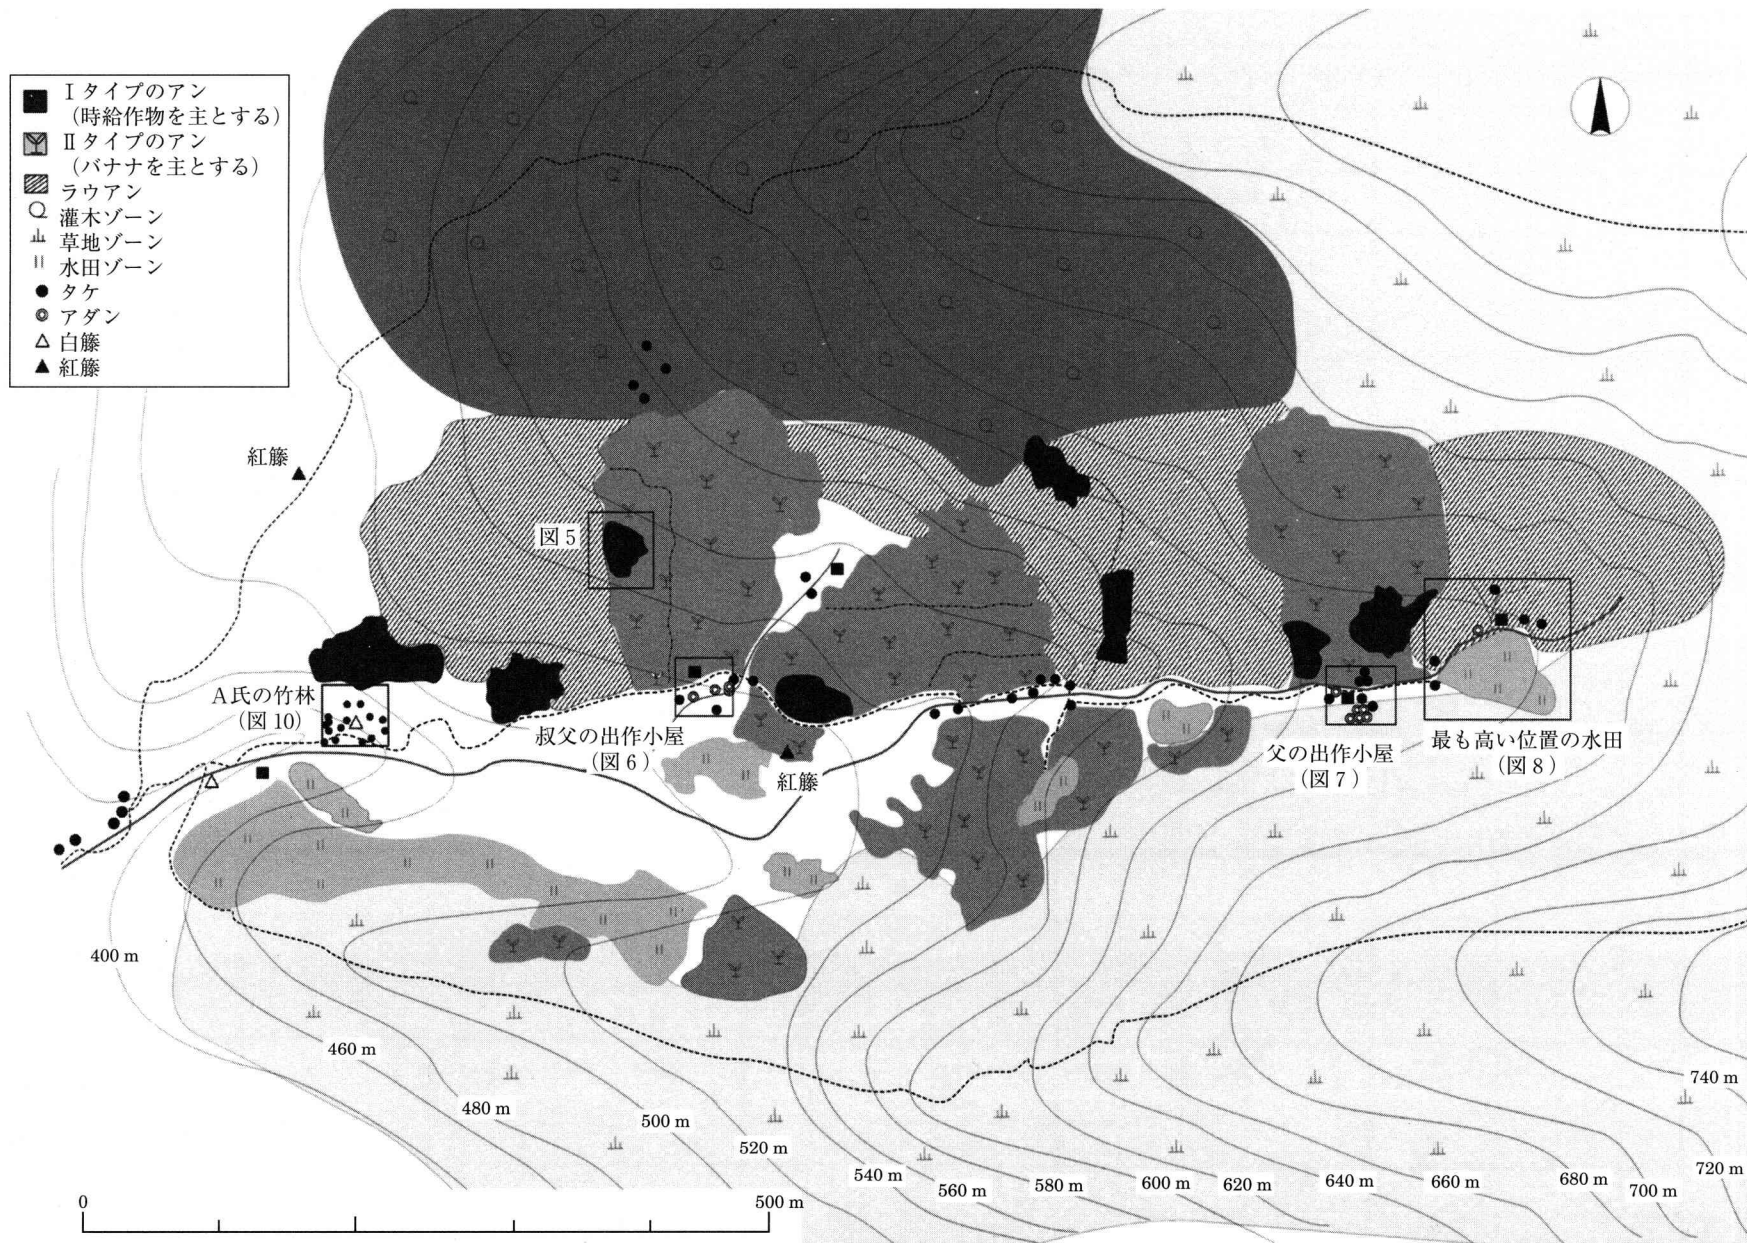 Ⅰタイプのアン
（時給作物を主とする）
Ⅱタイプのアン
（バナナを主とする）
ラウアン
灌木ゾーン
草地ゾーン
水田ゾーン
タケ
アダン
白籐
紅籐
紅籐
図5
A氏の竹林
（図10）
叔父の出作小屋
（図6）
紅籐
父の出作小屋
（図7）
最も高い位置の水田
（図8）
400 m
460 m
480 m
500 m
520 m
540 m
560 m
580 m
600 m
620 m
640 m
660 m
680 m
700 m
720 m
740 m
0
500 m